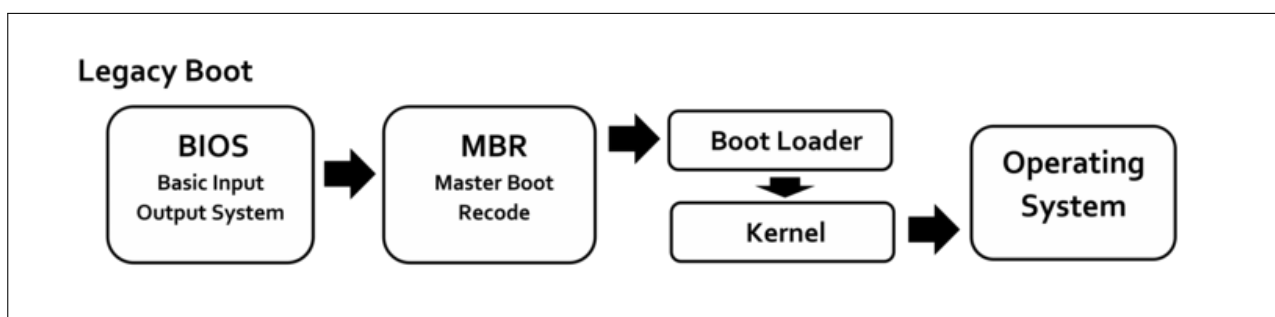 Legacy Boot
BIOS
Basic Input
Output System
MBR
Master Boot
Recode
Boot Loader
Kernel
Operating
System